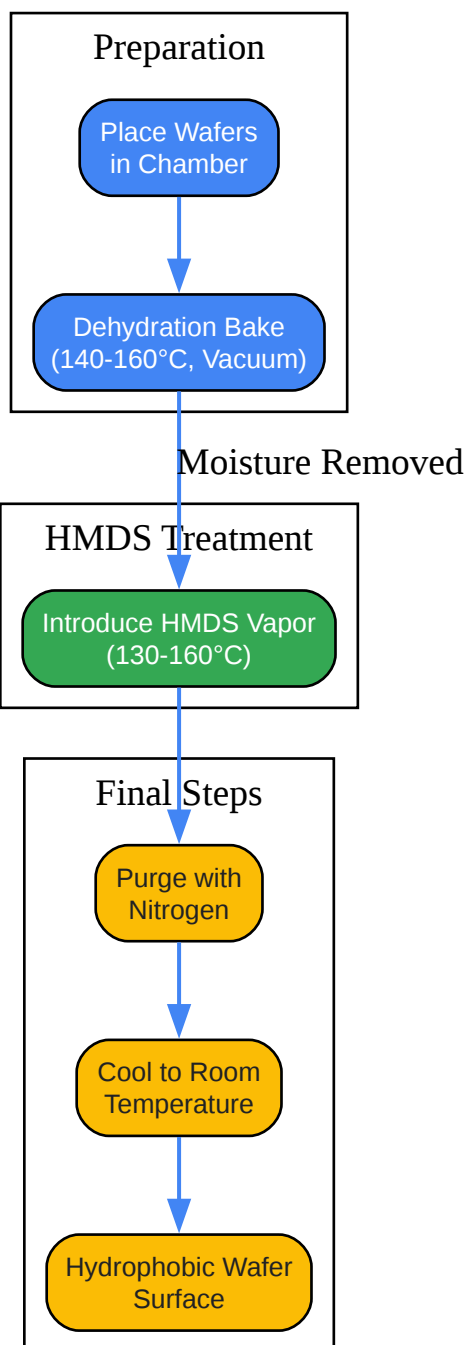 Preparation
Place Wafers
in Chamber
Dehydration Bake
(140-160°C, Vacuum)
Moisture Removed
HMDS Treatment
Introduce HMDS Vapor
(130-160°C)
Final Steps
Purge with
Nitrogen
Cool to Room
Temperature
Hydrophobic Wafer
Surface